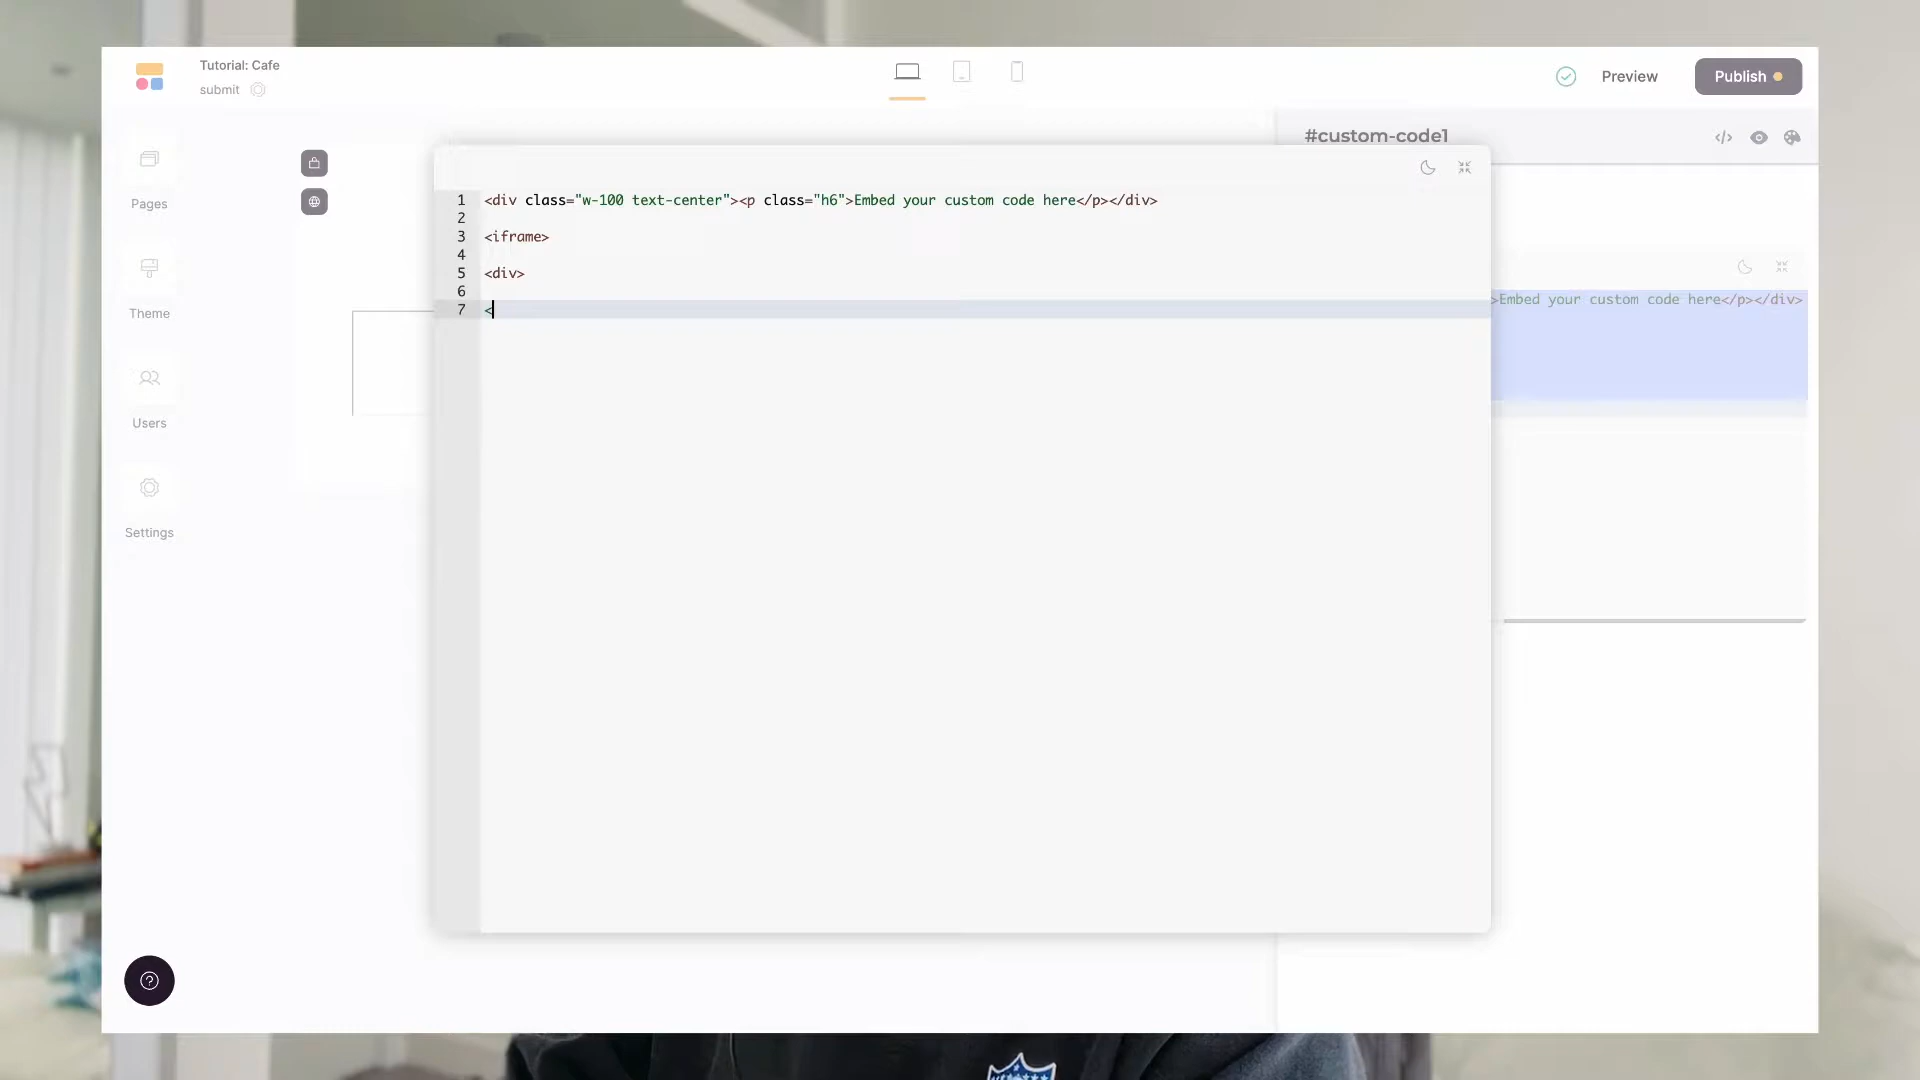 Tutorial: Cafe
submit
Preview
Publish
#custom-code1
Pages
Theme
Users
Settings
1 <div class="w-100 text-center"><p class="h6">Embed your custom code here</p></div>
2
3 <iframe>
4
5 <div>
6
7 <
>Embed your custom code here</p></div>